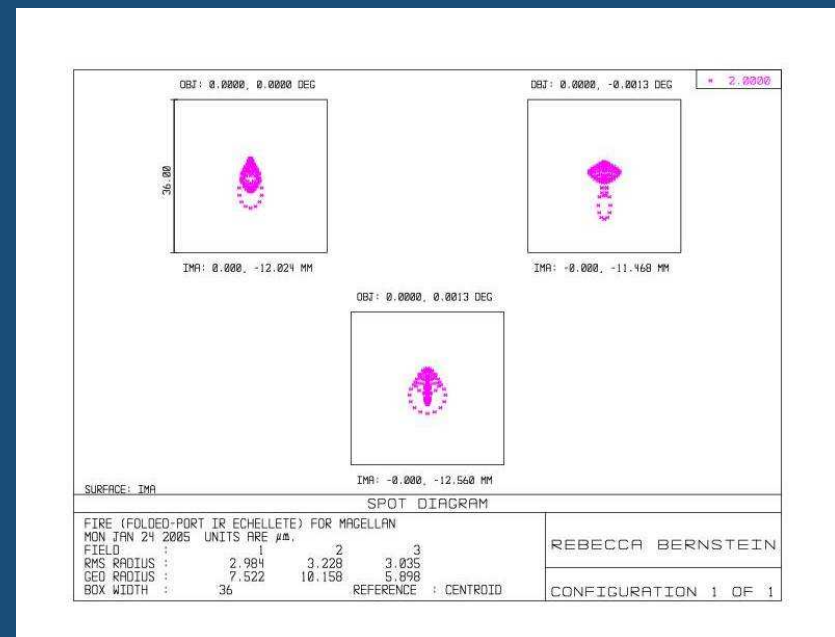 * 2.0000
OBJ: 0.0000, 0.0000 DEG
OBJ: 0.0000, -0.0013 DEG
36.00
IMA: 0.000, -12.024 MM
IMA: -0.000, -11.468 MM
OBJ: 0.0000, 0.0013 DEG
IMA: -0.000, -12.560 MM
SURFACE: IMA
SPOT DIAGRAM
FIRE (FOLDED-PORT IR ECHELLETE) FOR MAGELLAN
MON JAN 24 2005 UNITS ARE µm.
FIELD : 1 2 3
RMS RADIUS : 2.984 3.228 3.035
GEO RADIUS : 7.522 10.158 5.898
BOX WIDTH : 36 REFERENCE : CENTROID
REBECCA BERNSTEIN
CONFIGURATION 1 OF 1